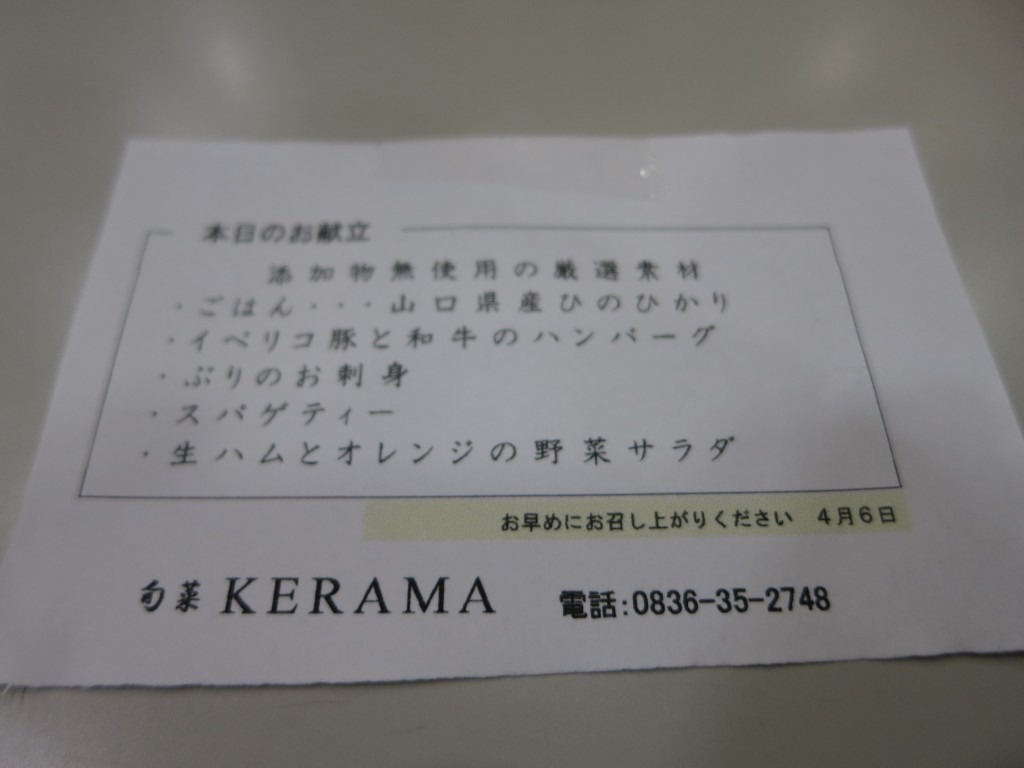 本日のお献立
添加物無使用の厳選素材
・ごはん・・・山口県産ひのひかり
・イベリコ豚と和牛のハンバーグ
・ぶりのお刺身
・スパゲティー
・生ハムとオレンジの野菜サラダ
お早めにお召し上がりください 4月6日
旬菜 KERAMA 電話:0836-35-2748